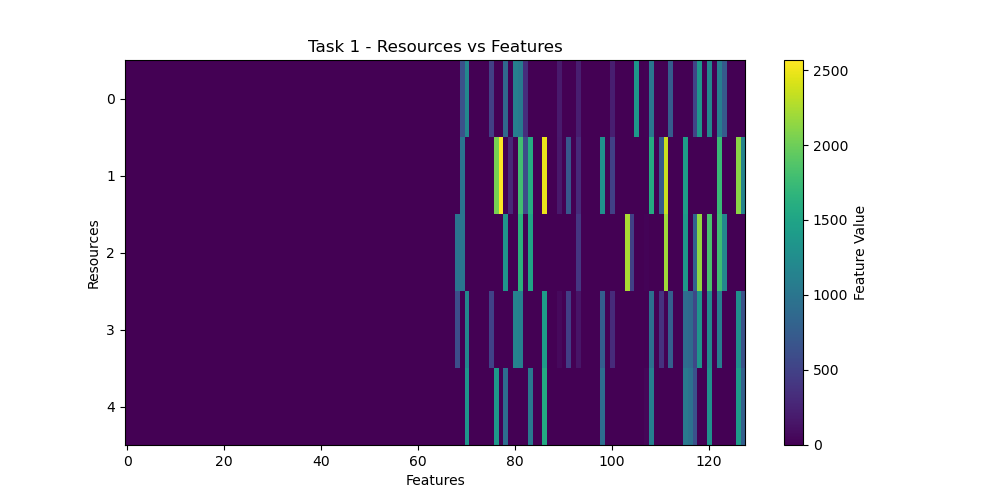 Task 1 - Resources vs Features
Resources
0
1
2
3
4
0 20 40 60 80 100 120
Features
2500
2000
1500
1000
500
0
Feature Value